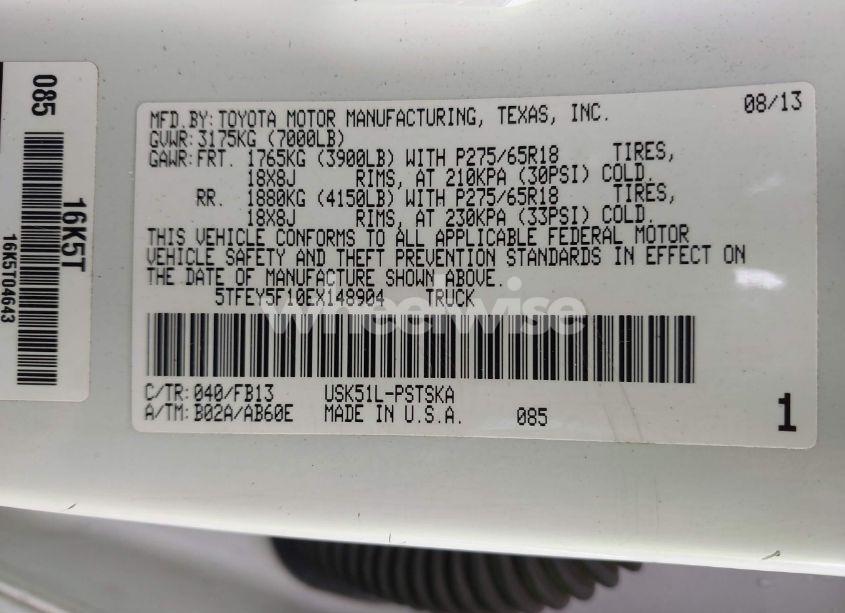 085
16K5T
16K5T04643
MFD.BY:TOYOTA MOTOR MANUFACTURING, TEXAS, INC. 08/13
GVWR:3175KG (7000LB)
GAWR:FRT. 1765KG (3900LB) WITH P275/65R18 TIRES,
18X8J RIMS, AT 210KPA (30PSI) COLD.
RR. 1880KG (4150LB) WITH P275/65R18 TIRES,
18X8J RIMS, AT 230KPA (33PSI) COLD.
THIS VEHICLE CONFORMS TO ALL APPLICABLE FEDERAL MOTOR
VEHICLE SAFETY AND THEFT PREVENTION STANDARDS IN EFFECT ON
THE DATE OF MANUFACTURE SHOWN ABOVE.
5TFEY5F10EX148904 TRUCK
wheelwise
C/TR:040/FB13 USK51L-PSTSKA
A/TM:B02A/AB60E MADE IN U.S.A. 085 1